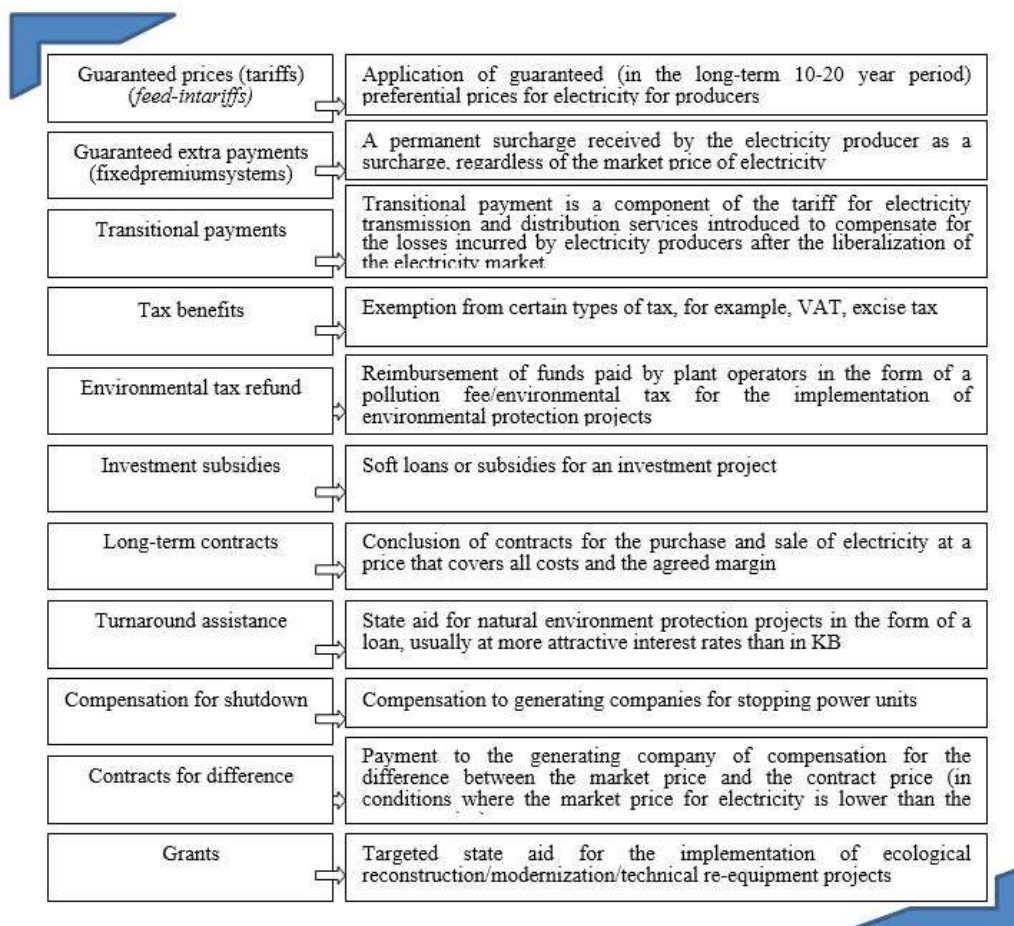 Guaranteed prices (tariffs)
(feed-intariffs)
Application of guaranteed (in the long-term 10-20 year period)
preferential prices for electricity for producers
Guaranteed extra payments
(fixedpremiumsystems)
A permanent surcharge received by the electricity producer as a
surcharge, regardless of the market price of electricity
Transitional payments
Transitional payment is a component of the tariff for electricity
transmission and distribution services introduced to compensate for
the losses incurred by electricity producers after the liberalization of
the electricity market
Tax benefits
Exemption from certain types of tax, for example, VAT, excise tax
Environmental tax refund
Reimbursement of funds paid by plant operators in the form of a
pollution fee/environmental tax for the implementation of
environmental protection projects
Investment subsidies
Soft loans or subsidies for an investment project
Long-term contracts
Conclusion of contracts for the purchase and sale of electricity at a
price that covers all costs and the agreed margin
Turnaround assistance
State aid for natural environment protection projects in the form of a
loan, usually at more attractive interest rates than in KB
Compensation for shutdown
Compensation to generating companies for stopping power units
Contracts for difference
Payment to the generating company of compensation for the
difference between the market price and the contract price (in
conditions where the market price for electricity is lower than the
Grants
Targeted state aid for the implementation of ecological
reconstruction/modernization/technical re-equipment projects